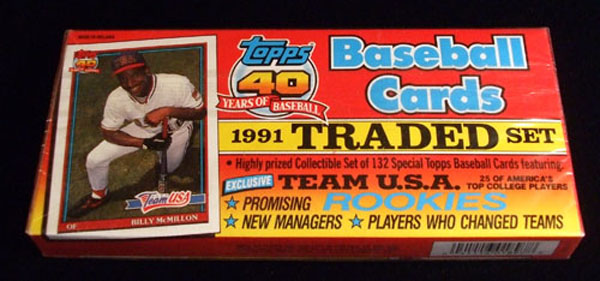 MADE IN IRELAND
Topps
40
YEARS OF BASEBALL
Baseball
Cards
1991 TRADED SET
• Highly prized Collectible Set of 132 Special Topps Baseball Cards featuring:
EXCLUSIVE TEAM U.S.A. 25 OF AMERICA'S
TOP COLLEGE PLAYERS
★ PROMISING ROOKIES
★ NEW MANAGERS ★ PLAYERS WHO CHANGED TEAMS
Topps
40
Team USA
BILLY McMILLON
OF